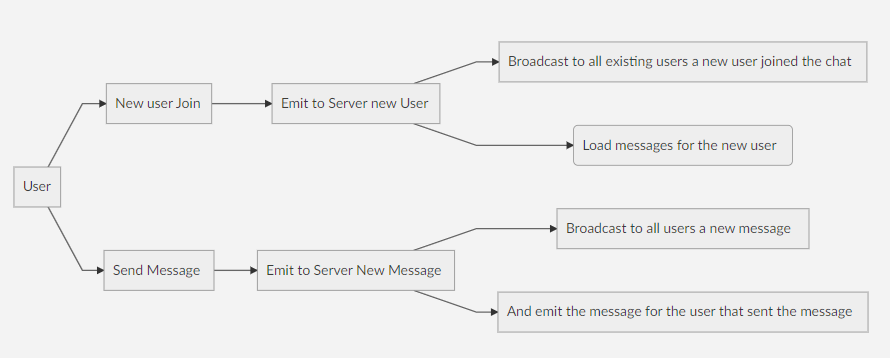 Broadcast to all existing users a new user joined the chat
New user Join
Emit to Server new User
Load messages for the new user
User
Broadcast to all users a new message
Send Message
Emit to Server New Message
And emit the message for the user that sent the message